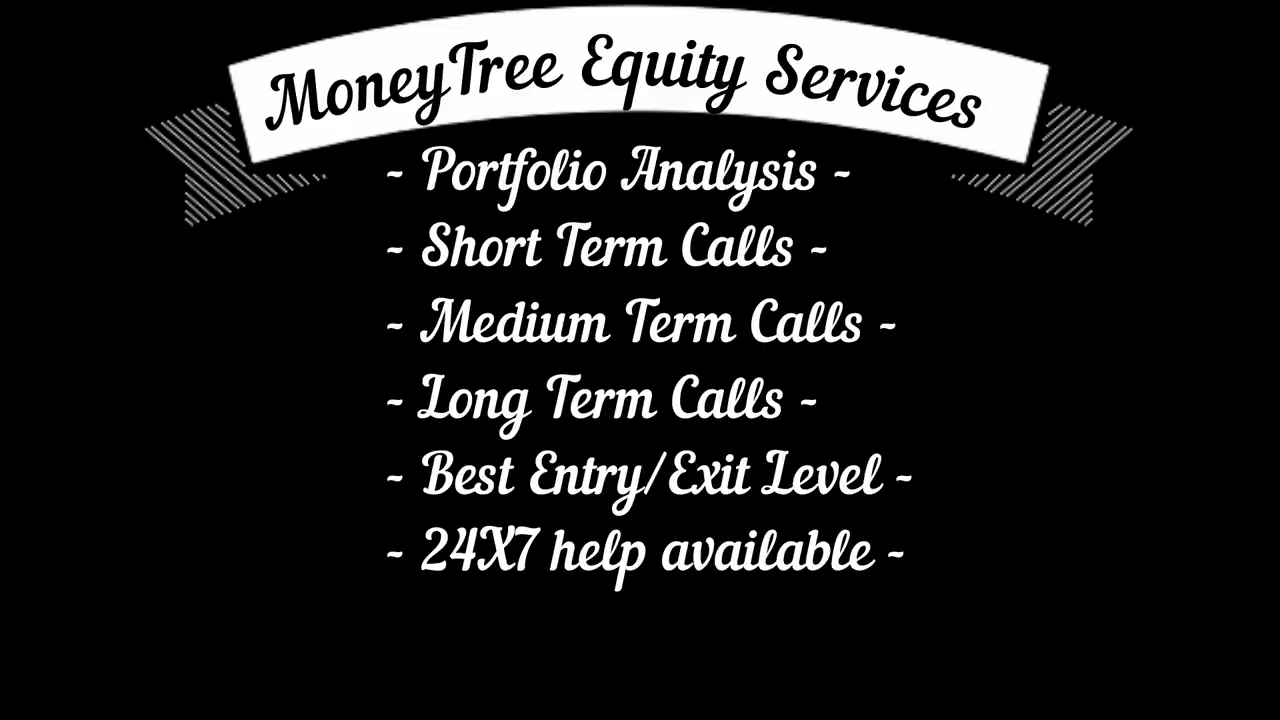 MoneyTree Equity Services
- Portfolio Analysis -
- Short Term Calls -
- Medium Term Calls -
- Long Term Calls -
- Best Entry/Exit Level -
- 24X7 help available -